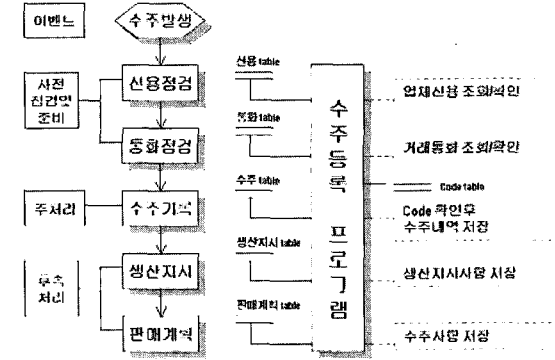 이벤트
수주발생
신용 table
사전
점검및
준비
신용점검
업체신용 조회/확인
통화 table
통화점검
거래통화 조회/확인
수주등록 프로그램
Code table
수주 table
주처리
수주기록
Code 확인후
수주내역 저장
생산지시 table
후속
처리
생산지시
생산지시사항 저장
판매계획 table
판매계획
수주사항 저장